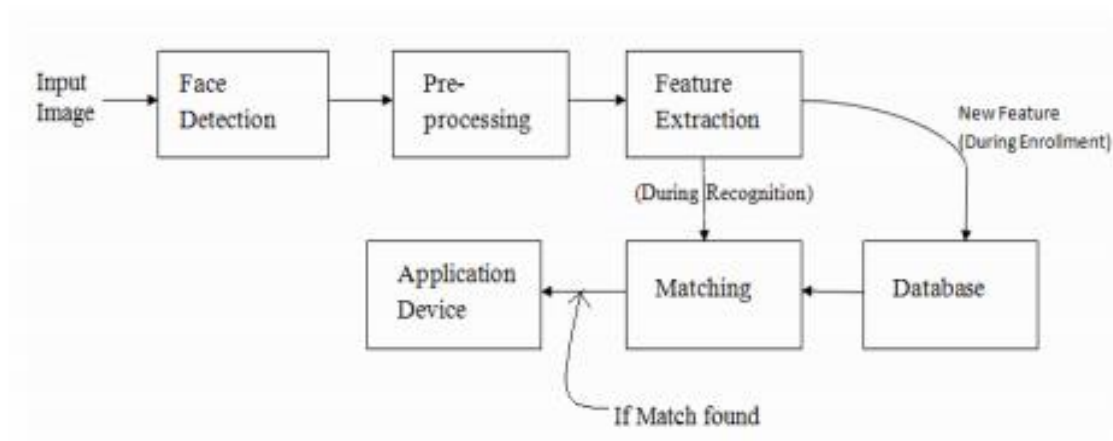 Input
Image
Face
Detection
Pre-
processing
Feature
Extraction
New Feature
(During Enrollment)
(During Recognition)
Application
Device
Matching
Database
If Match found